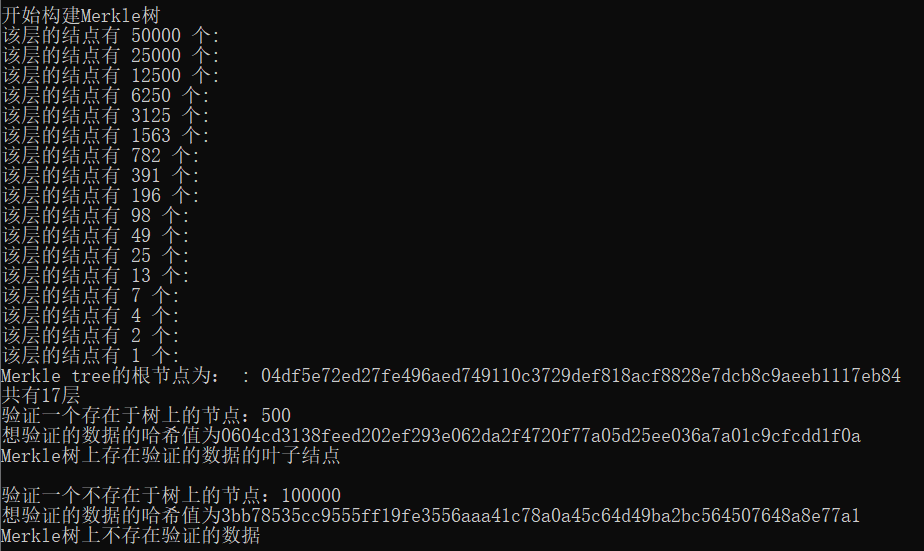 开始构建Merkle树
该层的结点有 50000 个:
该层的结点有 25000 个:
该层的结点有 12500 个:
该层的结点有 6250 个:
该层的结点有 3125 个:
该层的结点有 1563 个:
该层的结点有 782 个:
该层的结点有 391 个:
该层的结点有 196 个:
该层的结点有 98 个:
该层的结点有 49 个:
该层的结点有 25 个:
该层的结点有 13 个:
该层的结点有 7 个:
该层的结点有 4 个:
该层的结点有 2 个:
该层的结点有 1 个:
Merkle tree的根节点为： : 04df5e72ed27fe496aed749110c3729def818acf8828e7dcb8c9aeeb1117eb84
共有17层
验证一个存在于树上的节点：500
想验证的数据的哈希值为0604cd3138feed202ef293e062da2f4720f77a05d25ee036a7a01c9cfcdd1f0a
Merkle树上存在验证的数据的叶子结点
验证一个不存在于树上的节点：100000
想验证的数据的哈希值为3bb78535cc9555ff19fe3556aaa41c78a0a45c64d49ba2bc564507648a8e77a1
Merkle树上不存在验证的数据